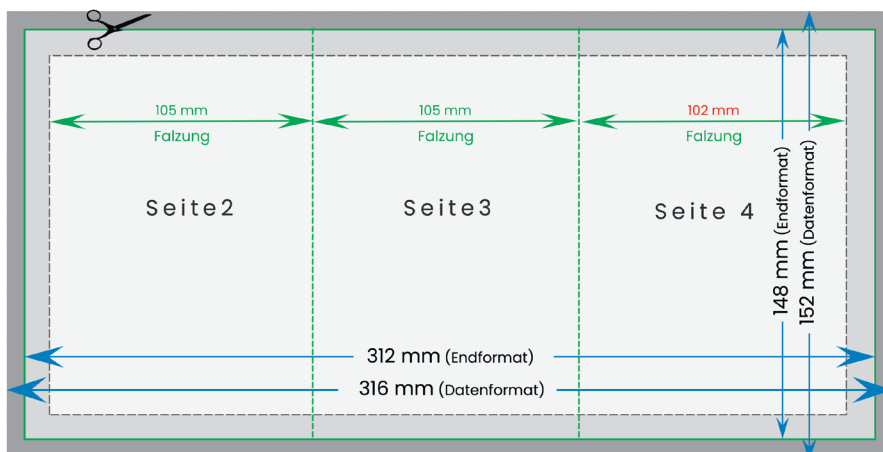 105 mm
Falzung
105 mm
Falzung
102 mm
Falzung
Seite2
Seite3
Seite 4
148 mm (Endformat)
152 mm (Datenformat)
312 mm (Endformat)
316 mm (Datenformat)